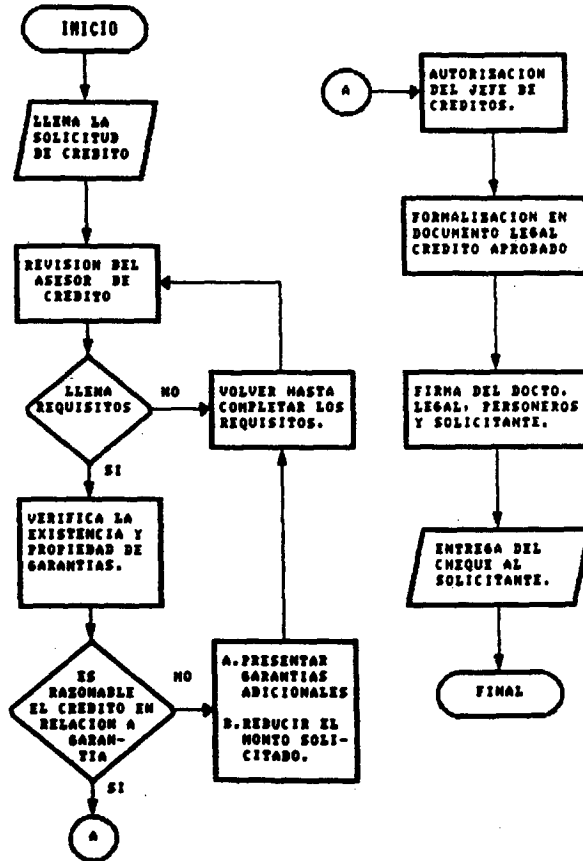 INICIO
LLENA LA
SOLICITUD
DE CREDITO
REVISION DEL
ASESOR DE
CREDITO
LLENA
REQUISITOS
NO
SI
VOLVER HASTA
COMPLETAR LOS
REQUISITOS.
VERIFICA LA
EXISTENCIA Y
PROPIEDAD DE
GARANTIAS.
ES
RAZONABLE
EL CREDITO EN
RELACION A
GARAN-
TIA
NO
SI
A.PRESENTAR
GARANTIAS
ADICIONALES
B.REDUCIR EL
MONTO SOLI-
CITADO.
A
A
AUTORIZACION
DEL JEFE DE
CREDITOS.
FORMALIZACION EN
DOCUMENTO LEGAL
CREDITO APROBADO
FIRMA DEL DOCTO.
LEGAL, PERSONEROS
Y SOLICITANTE.
ENTREGA DEL
CHEQUE AL
SOLICITANTE.
FINAL